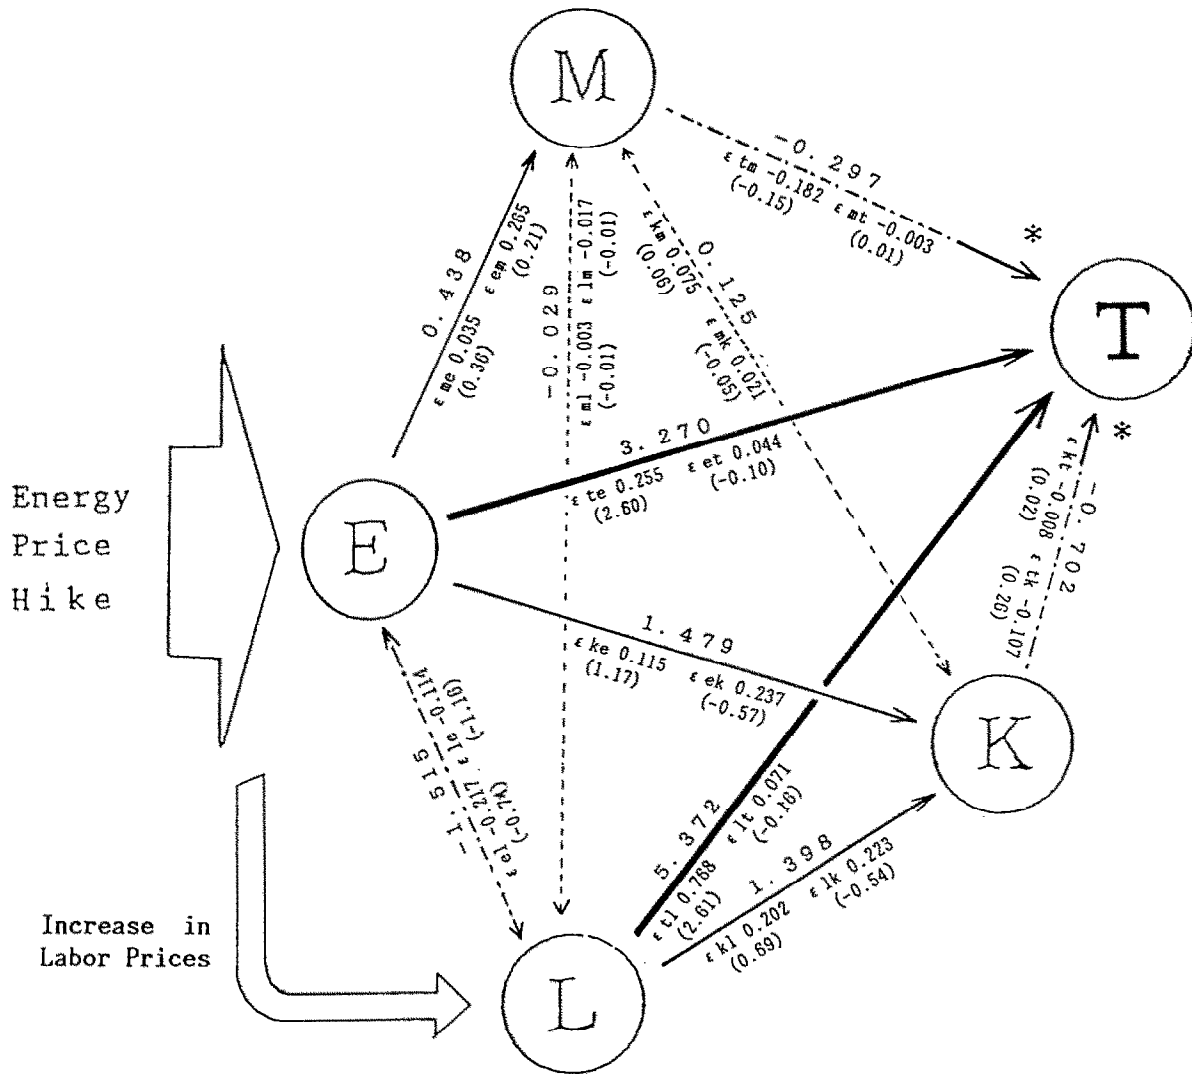 M
-0.297
ε tm -0.182 ε mt -0.003
(-0.15) (0.01)
*
T
*
0.438
ε me 0.035 ε em 0.265
(0.36) (0.21)
-0.029
ε ml -0.003 ε lm -0.017
(-0.01) (-0.01)
0.125
ε km 0.075 ε mk 0.021
(0.06) (-0.05)
3.270
ε te 0.255 ε et 0.044
(2.60) (-0.10)
Energy
Price
Hike
E
-0.702
ε kt -0.008 ε tk -0.107
(0.02) (0.26)
1.479
ε ke 0.115 ε ek 0.237
(1.17) (-0.57)
K
-1.515
ε el -0.217 ε le -0.114
(-0.74) (-1.16)
5.372
ε tl 0.768 ε lt 0.071
(2.61) (-0.16)
1.398
ε kl 0.202 ε lk 0.223
(0.69) (-0.54)
Increase in
Labor Prices
L